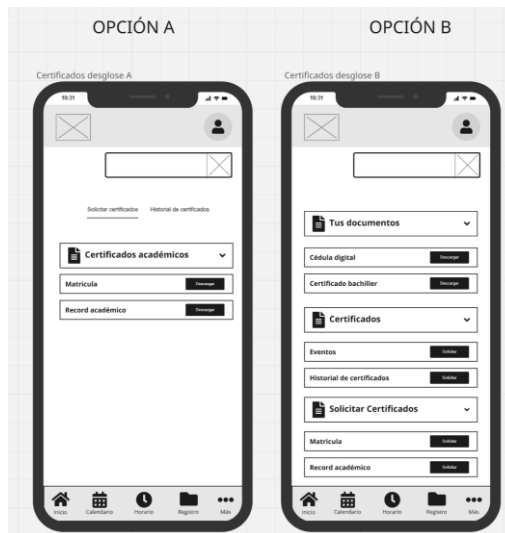 OPCIÓN A
OPCIÓN B
Certificados desglose A
10:31
Solicitar certificados Historial de certificados
Certificados académicos
Matrícula Descargar
Record académico Descargar
Inicio Calendario Horario Registro Más
Certificados desglose B
10:31
Tus documentos
Cédula digital Descargar
Certificado bachiller Descargar
Certificados
Eventos Solicitar
Historial de certificados Solicitar
Solicitar Certificados
Matrícula Solicitar
Record académico Solicitar
Inicio Calendario Horario Registro Más